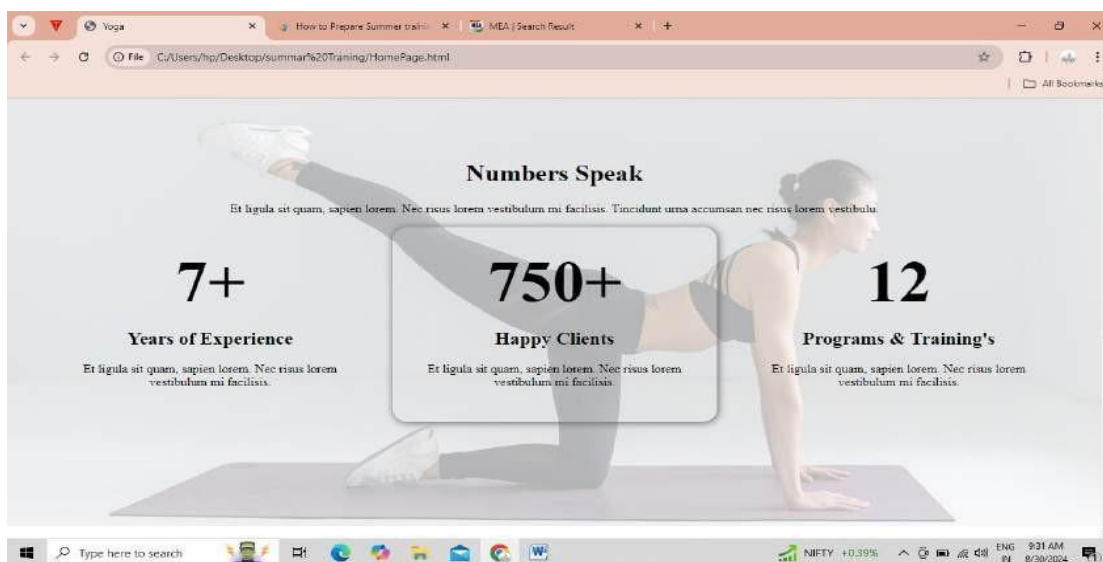 Yoga
How to Prepare Summer traini
MEA | Search Result
File C:/Users/hp/Desktop/summar%20Traning/HomePage.html
All Bookmarks
Numbers Speak
Et ligula sit quam, sapien lorem. Nec risus lorem vestibulum mi facilisis. Tincidunt urna accumsan nec risus lorem vestibulu.
7+
750+
12
Years of Experience
Happy Clients
Programs & Training's
Et ligula sit quam, sapien lorem. Nec risus lorem
vestibulum mi facilisis.
Et ligula sit quam, sapien lorem. Nec risus lorem
vestibulum mi facilisis.
Et ligula sit quam, sapien lorem. Nec risus lorem
vestibulum mi facilisis.
Type here to search
NIFTY +0.39%
ENG
IN
9:31 AM
8/30/2024